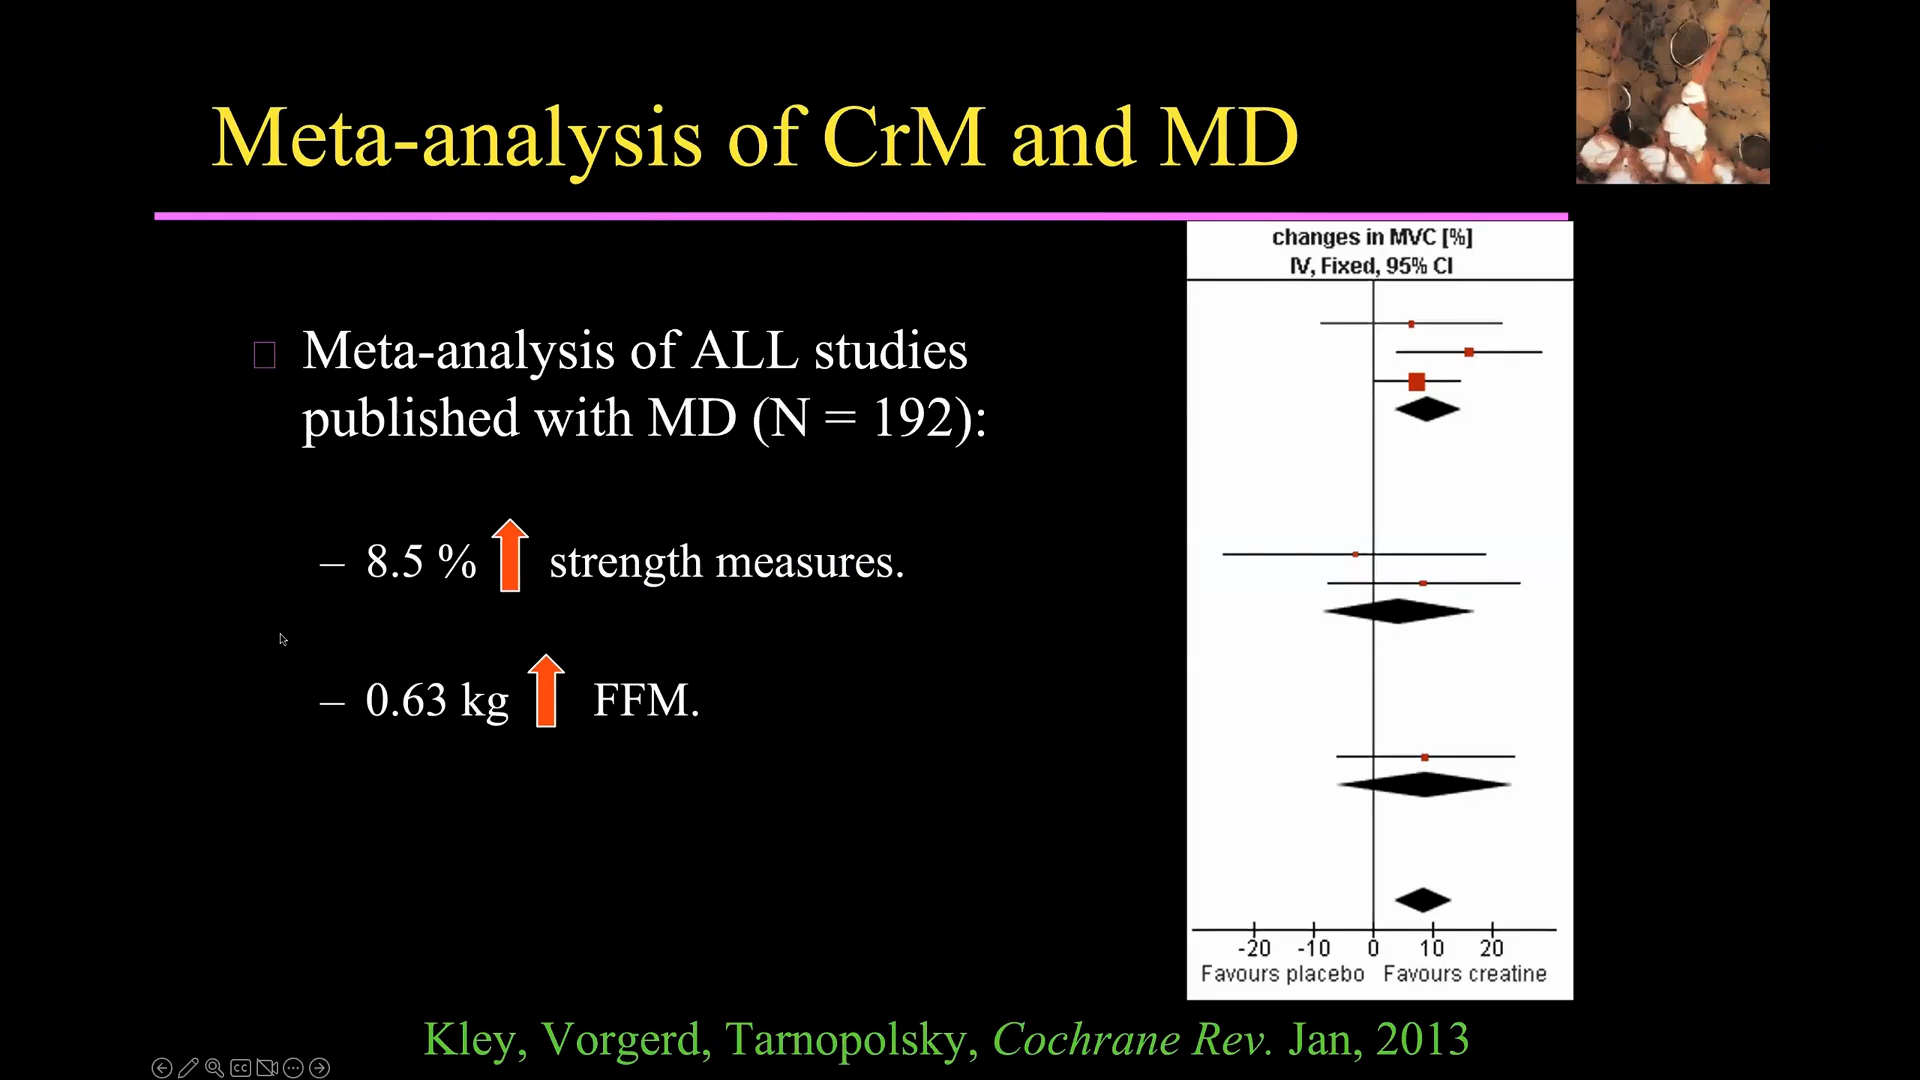 Meta-analysis of CrM and MD
changes in MVC [%]
IV, Fixed, 95% CI
Meta-analysis of ALL studies
published with MD (N = 192):
– 8.5 % strength measures.
– 0.63 kg FFM.
-20 -10 0 10 20
Favours placebo Favours creatine
Kley, Vorgerd, Tarnopolsky, Cochrane Rev. Jan, 2013
CC